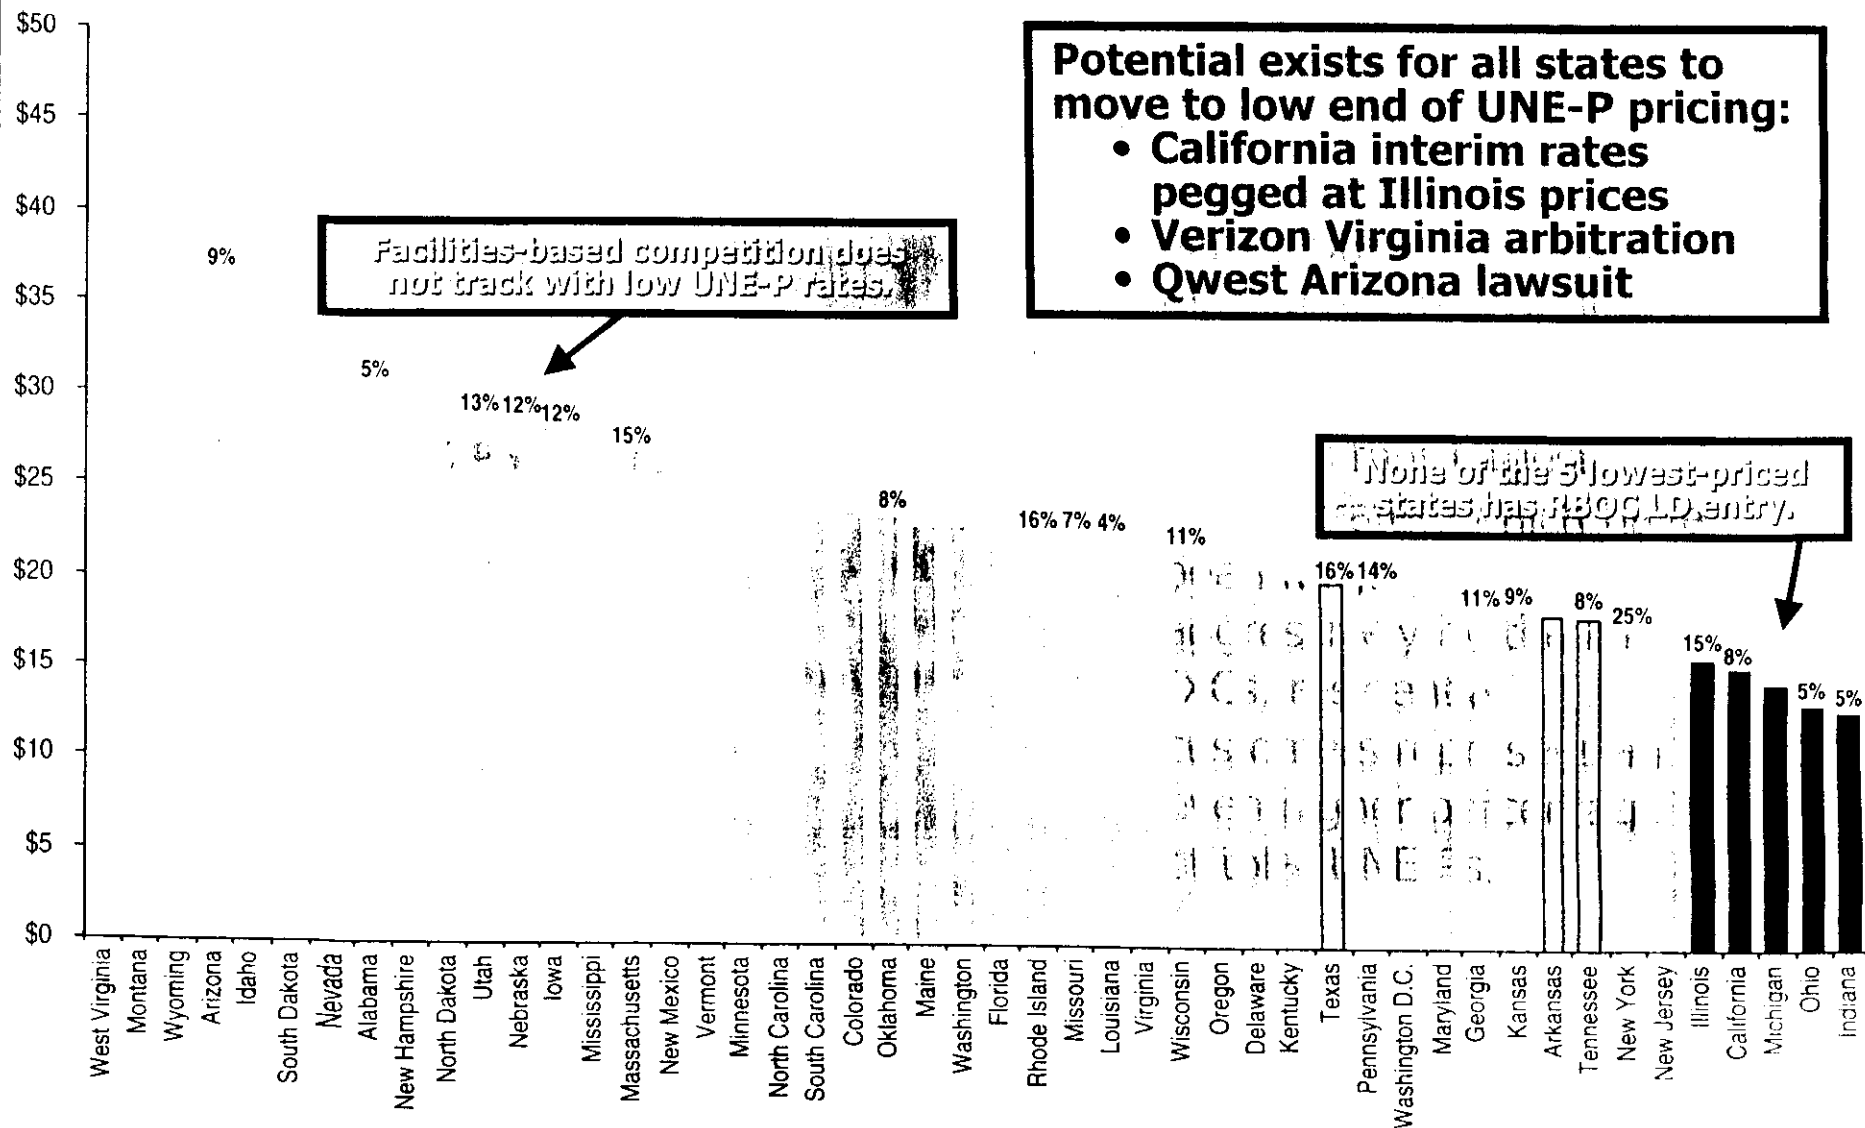 $50
$45
$40
$35
$30
$25
$20
$15
$10
$5
$0
Potential exists for all states to
move to low end of UNE-P pricing:
• California interim rates
pegged at Illinois prices
• Verizon Virginia arbitration
• Qwest Arizona lawsuit
Facilities-based competition does
not track with low UNE-P rates.
None of the 5 lowest-priced
states has RBOC LD entry.
9%
5%
13%
12%
12%
15%
8%
16%
7%
4%
11%
16%
14%
11%
9%
8%
25%
15%
8%
5%
5%
West Virginia
Montana
Wyoming
Arizona
Idaho
South Dakota
Nevada
Alabama
New Hampshire
North Dakota
Utah
Nebraska
Iowa
Mississippi
Massachusetts
New Mexico
Vermont
Minnesota
North Carolina
South Carolina
Colorado
Oklahoma
Maine
Washington
Florida
Rhode Island
Missouri
Louisiana
Virginia
Wisconsin
Oregon
Delaware
Kentucky
Texas
Pennsylvania
Washington D.C.
Maryland
Georgia
Kansas
Arkansas
Tennessee
New York
New Jersey
Illinois
California
Michigan
Ohio
Indiana